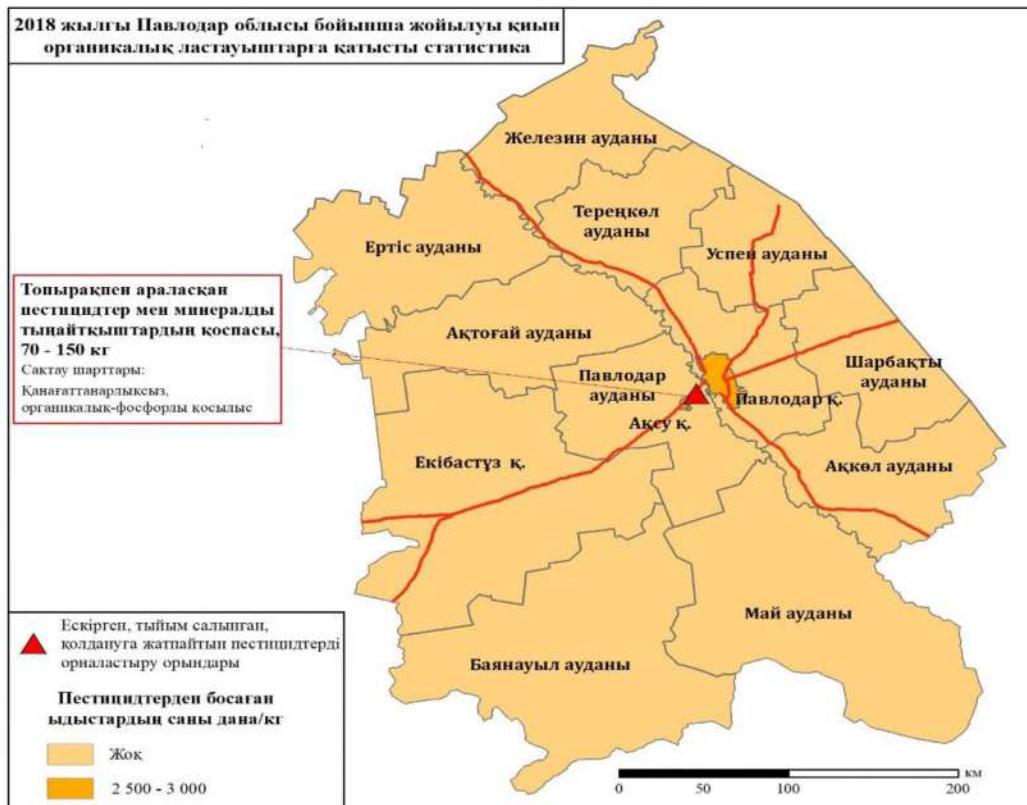 2018 жылғы Павлодар облысы бойынша жойылуы қиын
органикалық ластауыштарға қатысты статистика
Железин ауданы
Тереңкөл
ауданы
Ертіс ауданы
Успен ауданы
Топырақпен араласқан
пестицидтер мен минералды
тыңайтқыштардың қоспасы,
70 - 150 кг
Сақтау шарттары:
Қанағаттанарлықсыз,
органикалық-фосфорлы қосылыс
Ақтоғай ауданы
Павлодар
ауданы
Шарбақты
ауданы
Павлодар қ.
Ақсу қ.
Екібастұз қ.
Ақкөл ауданы
Май ауданы
Баянауыл ауданы
Ескірген, тыйым салынған,
қолдануға жатпайтын пестицидтерді
орналастыру орындары
Пестицидтерден босаған
ыдыстардың саны дана/кг
Жоқ
2 500 - 3 000
км
0 50 100 200